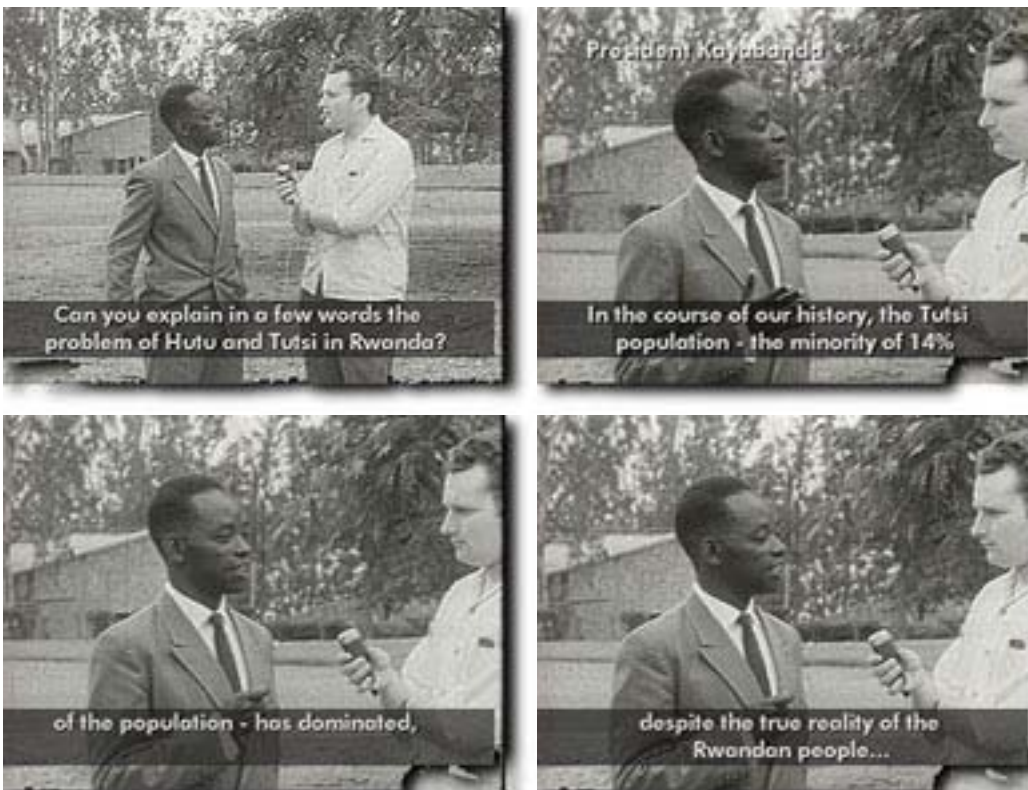 Can you explain in a few words the
problem of Hutu and Tutsi in Rwanda?
President Kayabanda
In the course of our history, the Tutsi
population - the minority of 14%
of the population - has dominated,
despite the true reality of the
Rwandan people...